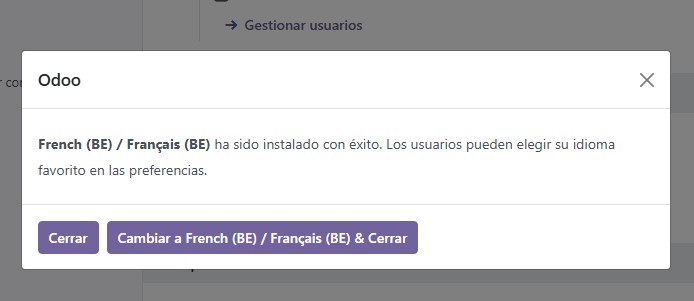 → Gestionar usuarios
Odoo
French (BE) / Français (BE) ha sido instalado con éxito. Los usuarios pueden elegir su idioma
favorito en las preferencias.
Cerrar
Cambiar a French (BE) / Français (BE) & Cerrar